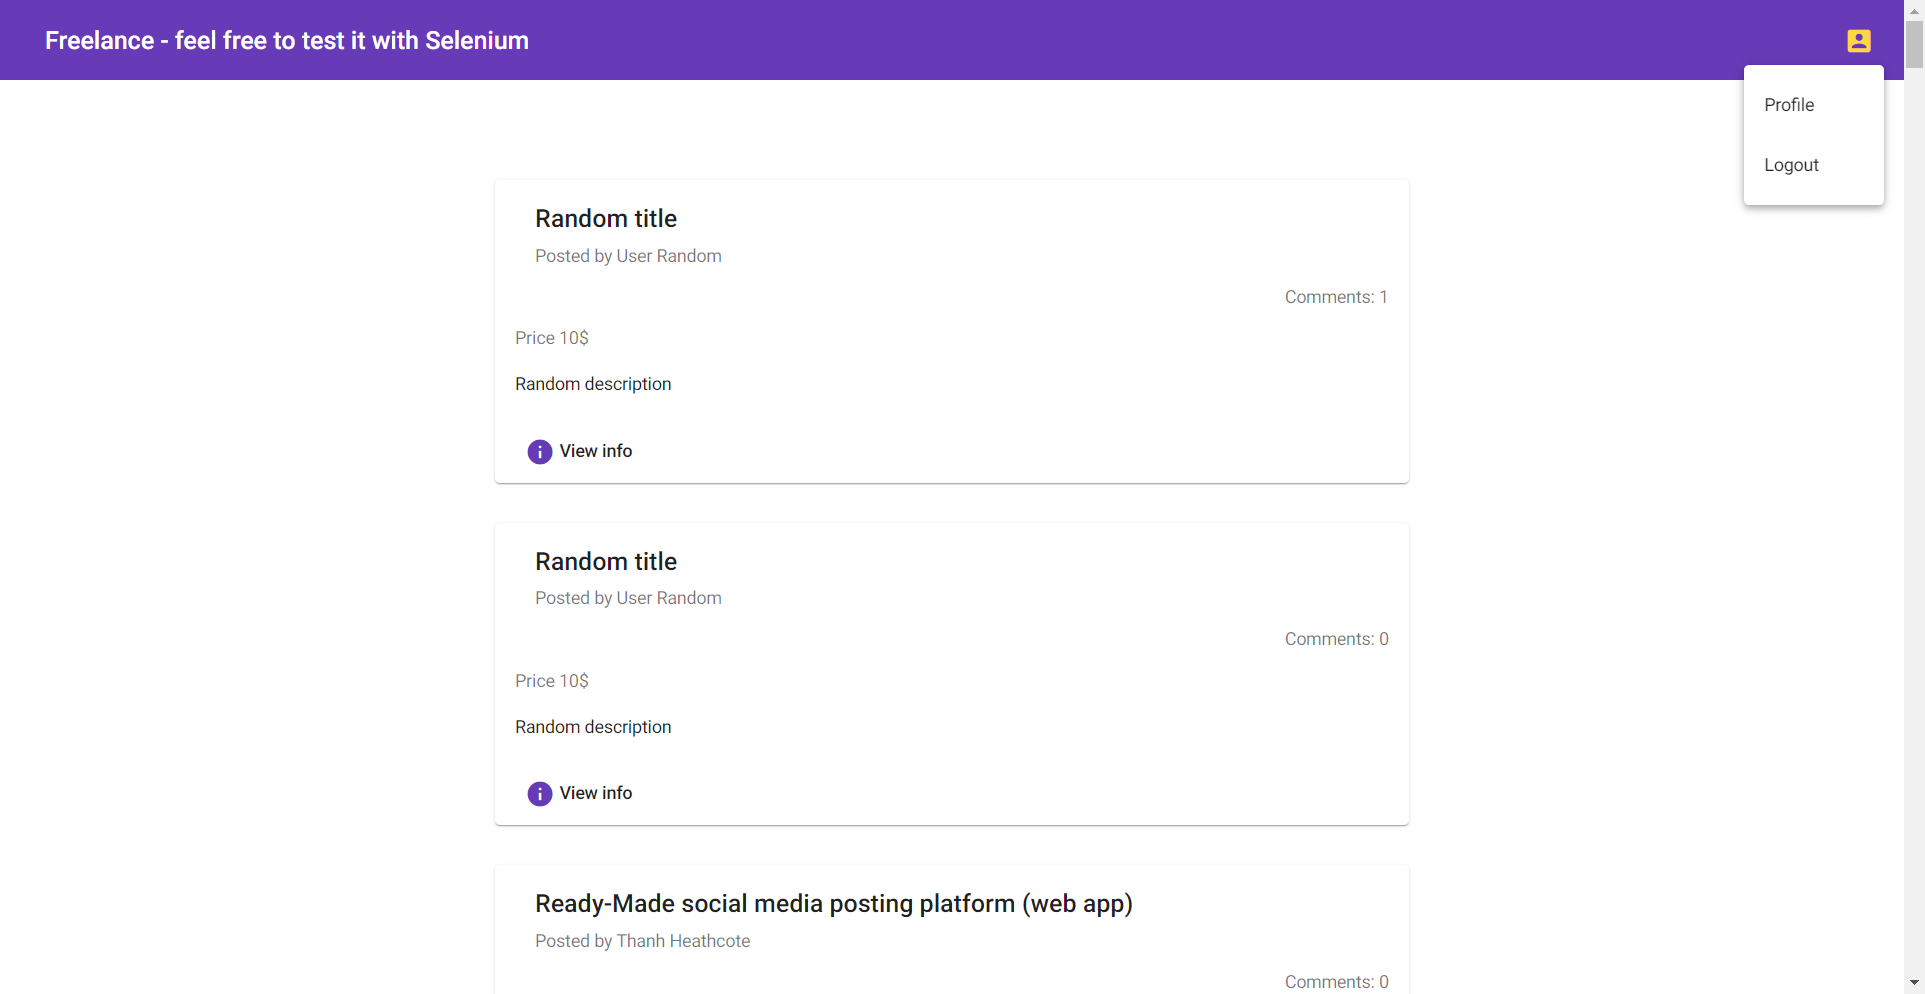 Freelance - feel free to test it with Selenium
Profile
Logout
Random title
Posted by User Random
Comments: 1
Price 10$
Random description
View info
Random title
Posted by User Random
Comments: 0
Price 10$
Random description
View info
Ready-Made social media posting platform (web app)
Posted by Thanh Heathcote
Comments: 0